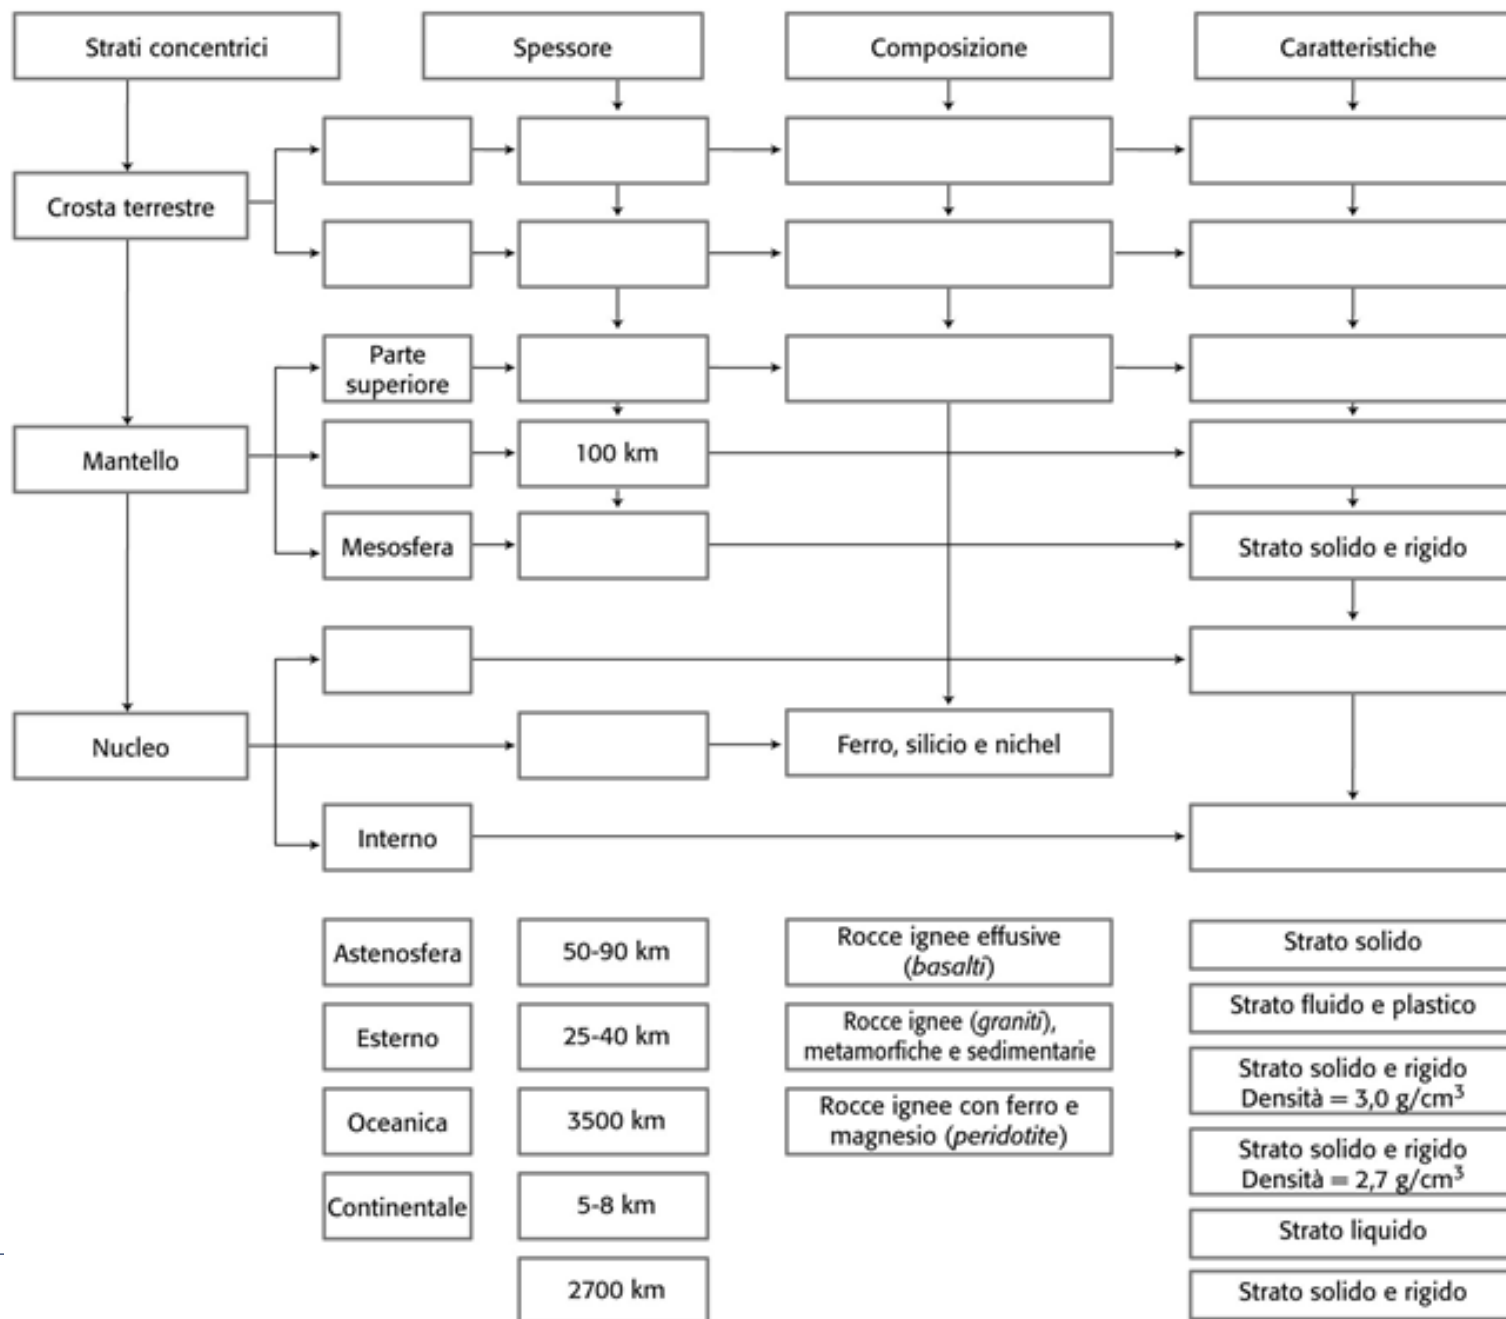 Strati concentrici
Spessore
Composizione
Caratteristiche
Crosta terrestre
Parte
superiore
Mantello
100 km
Mesosfera
Strato solido e rigido
Nucleo
Ferro, silicio e nichel
Interno
Astenosfera
50-90 km
Rocce ignee effusive
(basalti)
Strato solido
Esterno
25-40 km
Rocce ignee (graniti),
metamorfiche e sedimentarie
Strato fluido e plastico
Strato solido e rigido
Densità = 3,0 g/cm³
Oceanica
3500 km
Rocce ignee con ferro e
magnesio (peridotite)
Strato solido e rigido
Densità = 2,7 g/cm³
Continentale
5-8 km
Strato liquido
2700 km
Strato solido e rigido